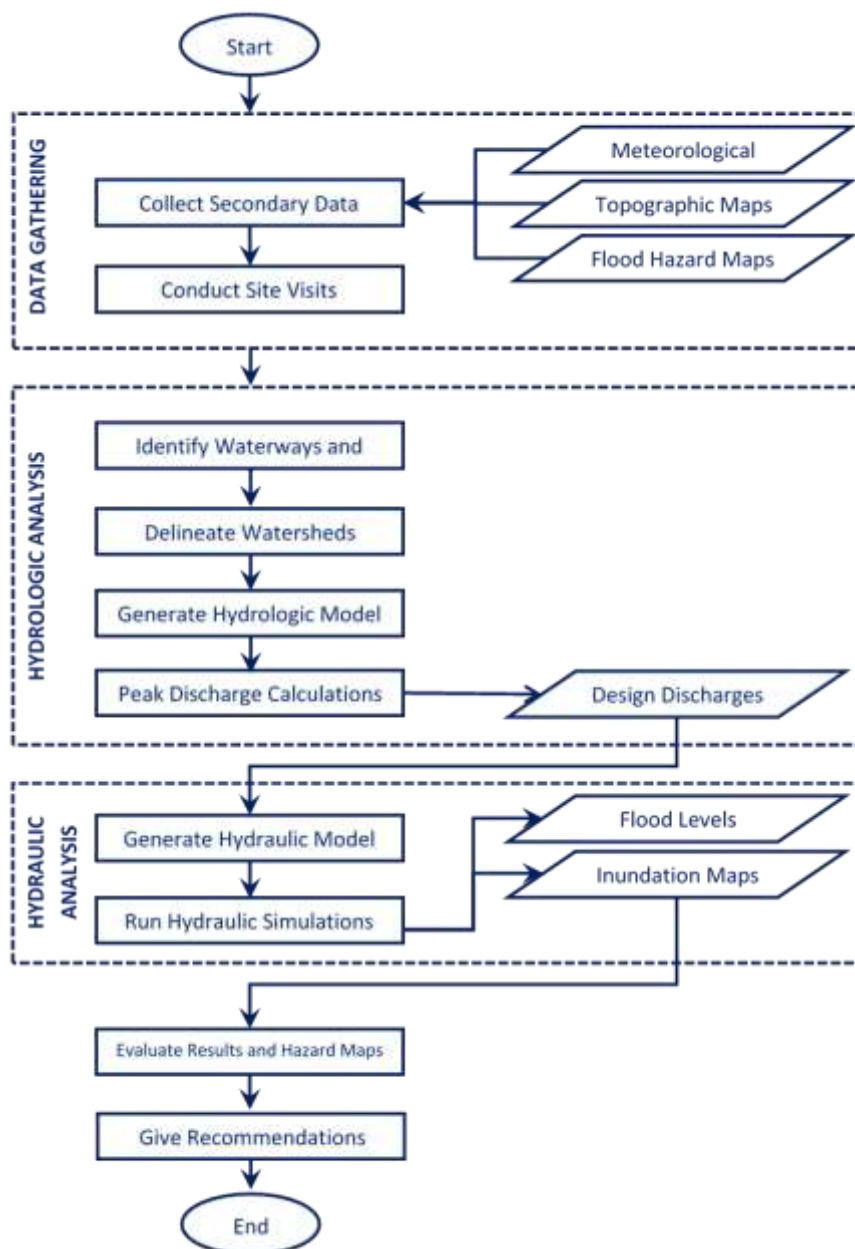 Start
DATA GATHERING
Meteorological
Collect Secondary Data
Topographic Maps
Flood Hazard Maps
Conduct Site Visits
HYDROLOGIC ANALYSIS
Identify Waterways and
Delineate Watersheds
Generate Hydrologic Model
Peak Discharge Calculations
Design Discharges
HYDRAULIC
ANALYSIS
Flood Levels
Generate Hydraulic Model
Inundation Maps
Run Hydraulic Simulations
Evaluate Results and Hazard Maps
Give Recommendations
End